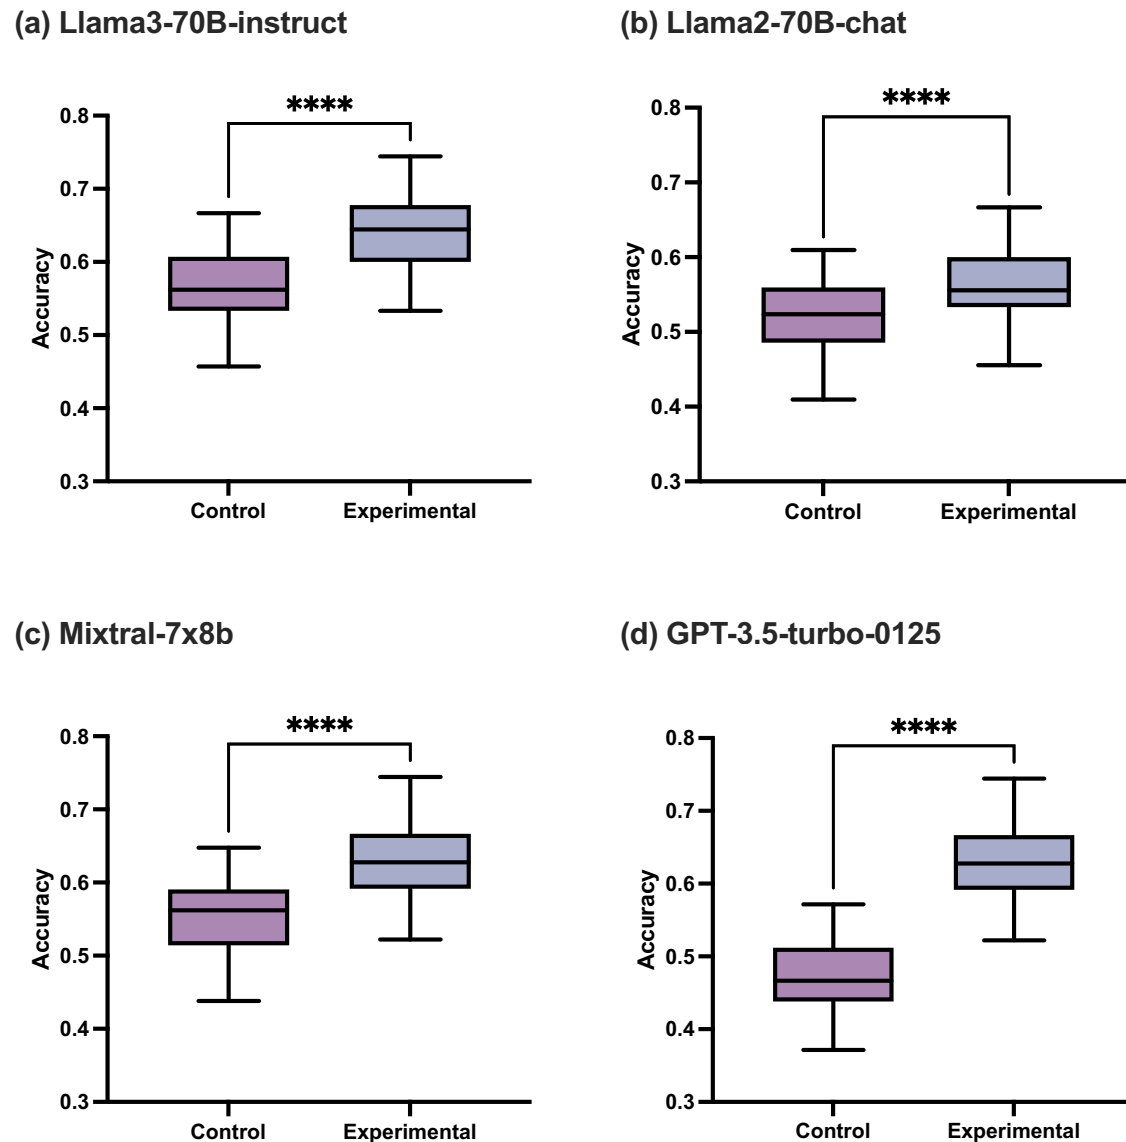 (a) Llama3-70B-instruct
****
0.8
0.7
0.6
0.5
0.4
0.3
Accuracy
Control Experimental
(b) Llama2-70B-chat
****
0.8
0.7
0.6
0.5
0.4
0.3
Accuracy
Control Experimental
(c) Mixtral-7x8b
****
0.8
0.7
0.6
0.5
0.4
0.3
Accuracy
Control Experimental
(d) GPT-3.5-turbo-0125
****
0.8
0.7
0.6
0.5
0.4
0.3
Accuracy
Control Experimental